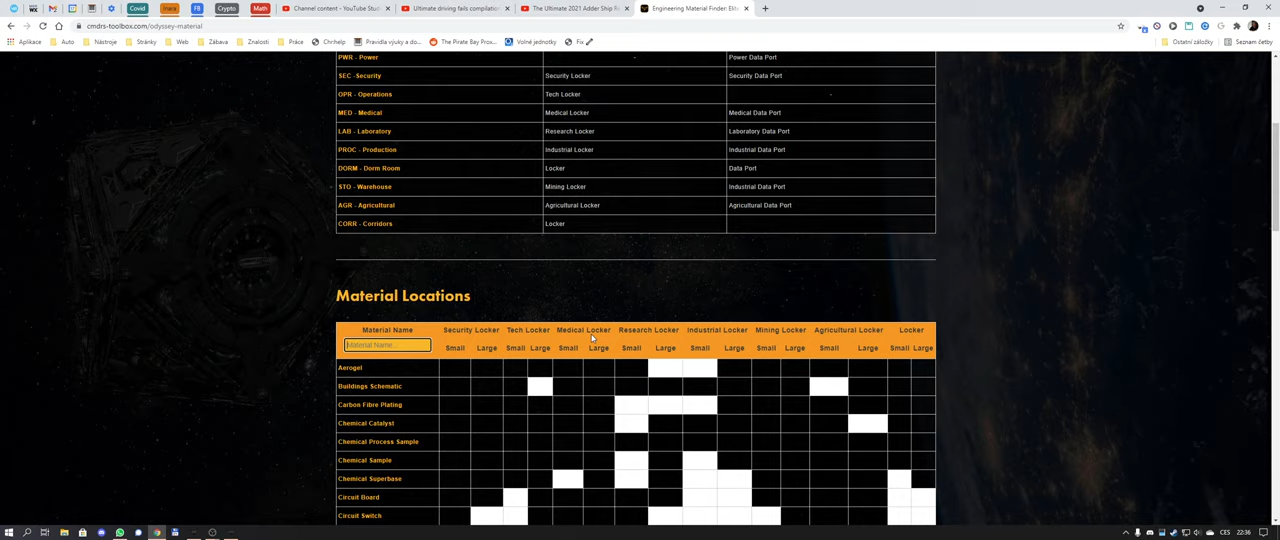 Channel content - YouTube Stud
Ultimate driving fails compilation
The Ultimate 2021 Adder Ship R
Engineering Material Finder: Elite
cmdrs-toolbox.com/odyssey-material
Aplikace
Auto
Nástroje
Stránky
Covid
Web
Inara
Zábava
FB
Znalosti
Crypto
Práce
Math
Chrhelp
Pravidla výuky a do...
The Pirate Bay Prox...
Volné jednotky
Fix
Ostatní záložky
Seznam četby
PWR - Power - Power Data Port
SEC -Security Security Locker Security Data Port
OPR - Operations Tech Locker -
MED - Medical Medical Locker Medical Data Port
LAB - Laboratory Research Locker Laboratory Data Port
PROC - Production Industrial Locker Industrial Data Port
DORM - Dorm Room Locker Data Port
STO - Warehouse Mining Locker Industrial Data Port
AGR - Agricultural Agricultural Locker Agricultural Data Port
CORR - Corridors Locker
Material Locations
Material Name Security Locker Tech Locker Medical Locker Research Locker Industrial Locker Mining Locker Agricultural Locker Locker
Material Name... Small Large Small Large Small Large Small Large Small Large Small Large Small Large Small Large
Aerogel
Buildings Schematic
Carbon Fibre Plating
Chemical Catalyst
Chemical Process Sample
Chemical Sample
Chemical Superbase
Circuit Board
Circuit Switch
CES 22:36